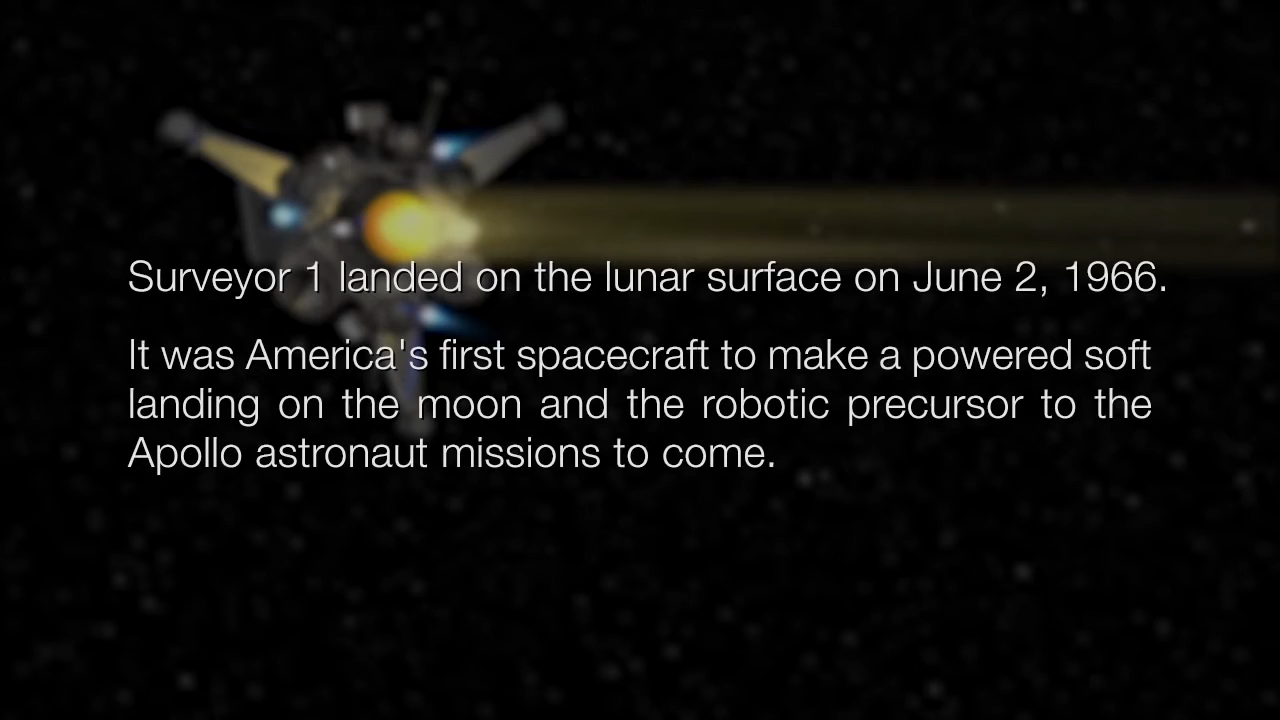 Surveyor 1 landed on the lunar surface on June 2, 1966.
It was America's first spacecraft to make a powered soft
landing on the moon and the robotic precursor to the
Apollo astronaut missions to come.